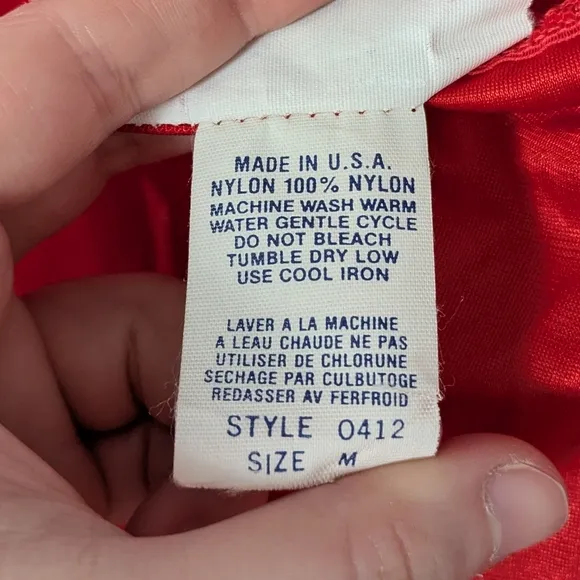 MADE IN U.S.A.
NYLON 100% NYLON
MACHINE WASH WARM
WATER GENTLE CYCLE
DO NOT BLEACH
TUMBLE DRY LOW
USE COOL IRON
LAVER A LA MACHINE
A LEAU CHAUDE NE PAS
UTILISER DE CHLORUNE
SECHAGE PAR CULBUTOGE
REDASSER AV FERFROID
STYLE 0412
SIZE M